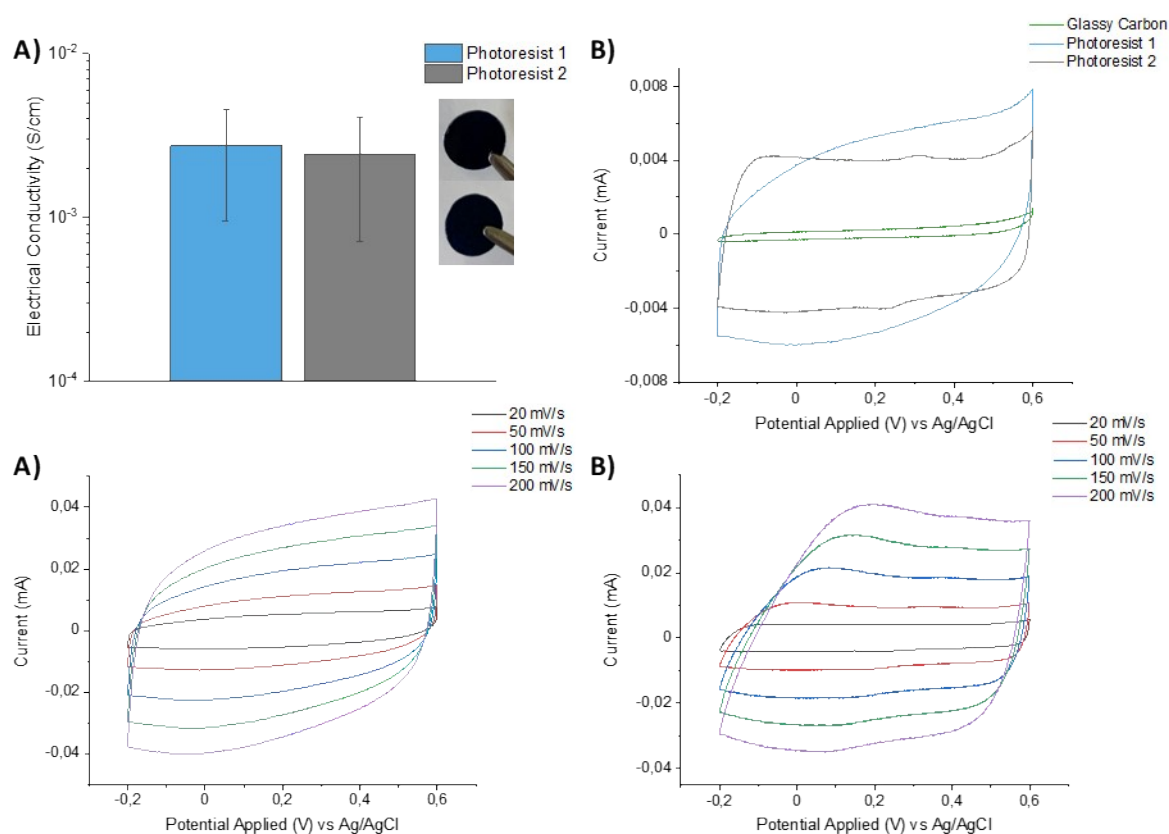 A)
Photoresist 1
Photoresist 2
10⁻²
10⁻³
10⁻⁴
Electrical Conductivity (S/cm)
B)
Glassy Carbon
Photoresist 1
Photoresist 2
0,008
0,004
0
-0,004
-0,008
Current (mA)
-0,2
0
0,2
0,4
0,6
Potential Applied (V) vs Ag/AgCl
A)
20 mV/s
50 mV/s
100 mV/s
150 mV/s
200 mV/s
0,04
0,02
0
-0,02
-0,04
Current (mA)
-0,2
0
0,2
0,4
0,6
Potential Applied (V) vs Ag/AgCl
B)
20 mV/s
50 mV/s
100 mV/s
150 mV/s
200 mV/s
0,04
0,02
0
-0,02
-0,04
Current (mA)
-0,2
0
0,2
0,4
0,6
Potential Applied (V) vs Ag/AgCl